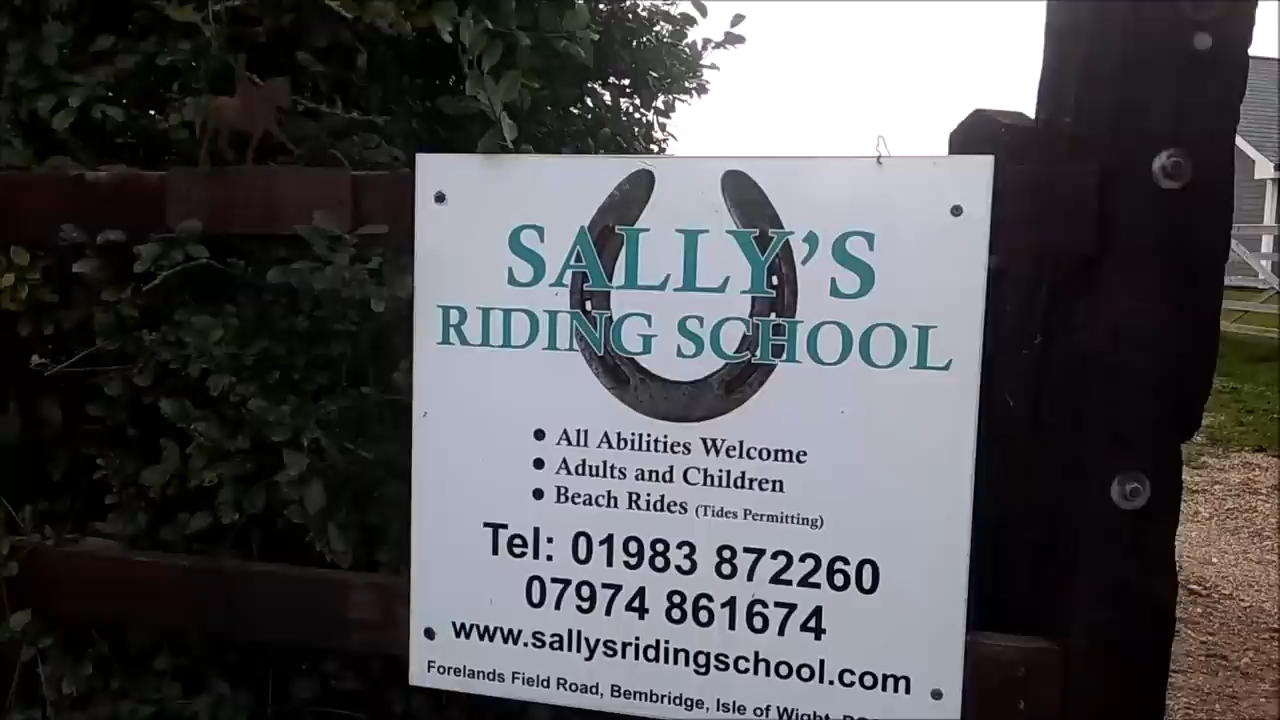 SALLY'S
RIDING SCHOOL
• All Abilities Welcome
• Adults and Children
• Beach Rides (Tides Permitting)
Tel: 01983 872260
07974 861674
www.sallysridingschool.com
Forelands Field Road, Bembridge, Isle of Wight